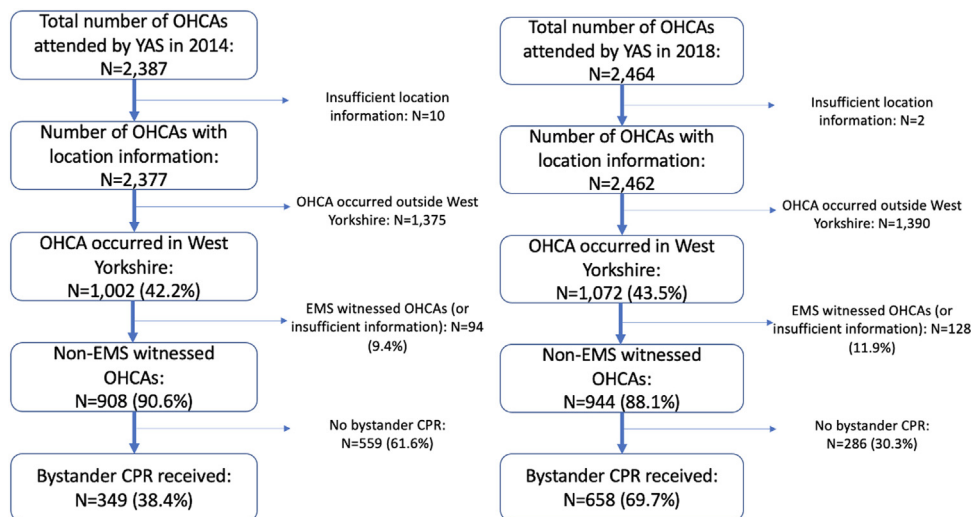 Total number of OHCAs
attended by YAS in 2014:
N=2,387
Insufficient location
information: N=10
Number of OHCAs with
location information:
N=2,377
OHCA occurred outside West
Yorkshire: N=1,375
OHCA occurred in West
Yorkshire:
N=1,002 (42.2%)
EMS witnessed OHCAs (or
insufficient information): N=94
(9.4%)
Non-EMS witnessed
OHCAs:
N=908 (90.6%)
No bystander CPR:
N=559 (61.6%)
Bystander CPR received:
N=349 (38.4%)
Total number of OHCAs
attended by YAS in 2018:
N=2,464
Insufficient location
information: N=2
Number of OHCAs with
location information:
N=2,462
OHCA occurred outside West
Yorkshire: N=1,390
OHCA occurred in West
Yorkshire:
N=1,072 (43.5%)
EMS witnessed OHCAs (or
insufficient information): N=128
(11.9%)
Non-EMS witnessed
OHCAs:
N=944 (88.1%)
No bystander CPR:
N=286 (30.3%)
Bystander CPR received:
N=658 (69.7%)